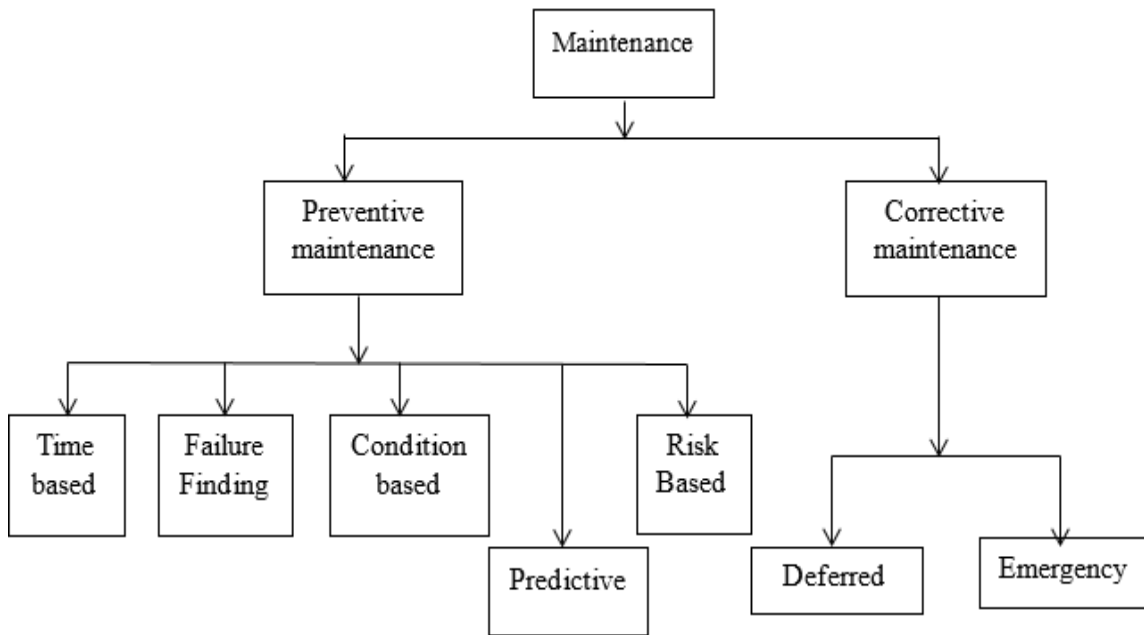 Maintenance
Preventive
maintenance
Corrective
maintenance
Time
based
Failure
Finding
Condition
based
Risk
Based
Predictive
Deferred
Emergency